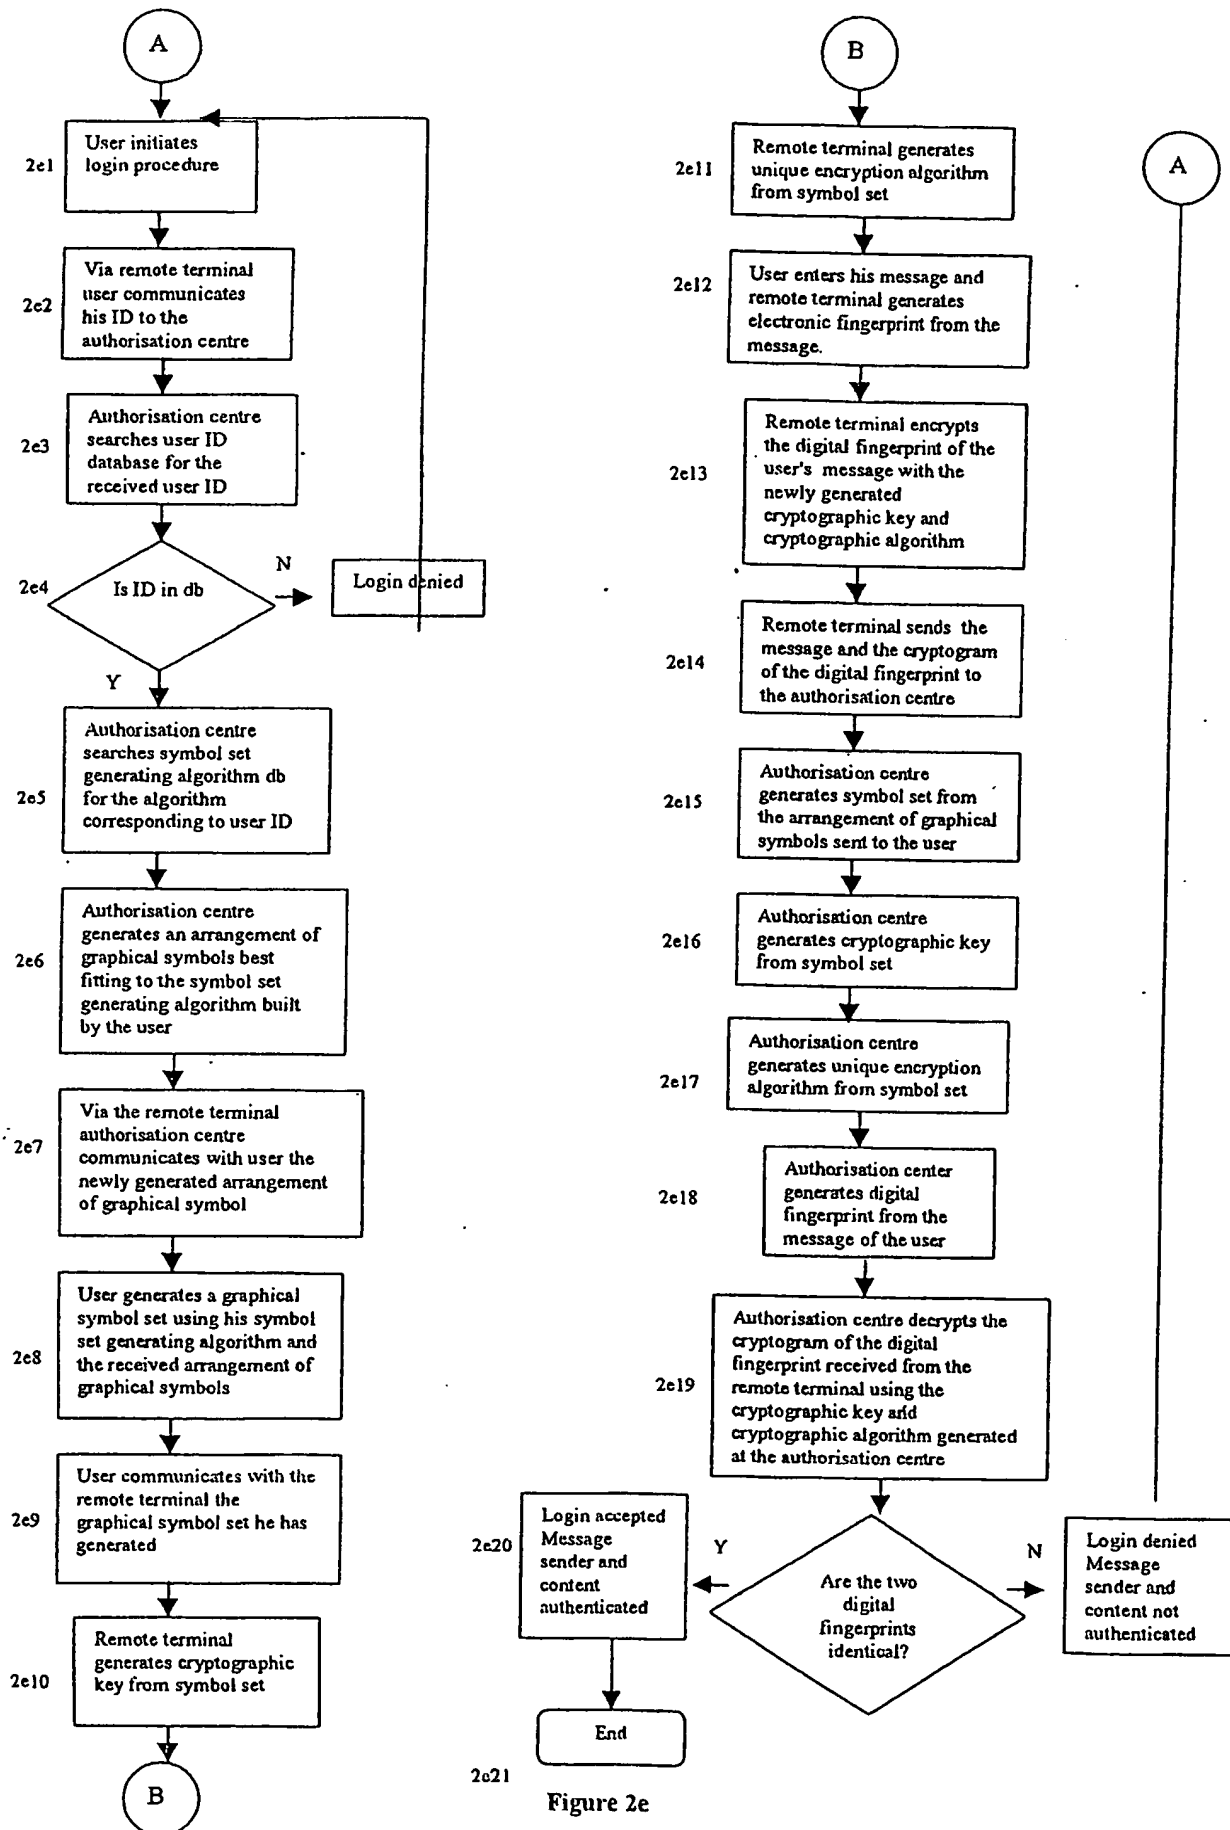 A
2e1
User initiates
login procedure
2e2
Via remote terminal
user communicates
his ID to the
authorisation centre
2e3
Authorisation centre
searches user ID
database for the
received user ID
2e4
Is ID in db
N
Login denied
Y
2e5
Authorisation centre
searches symbol set
generating algorithm db
for the algorithm
corresponding to user ID
2e6
Authorisation centre
generates an arrangement of
graphical symbols best
fitting to the symbol set
generating algorithm built
by the user
2e7
Via the remote terminal
authorisation centre
communicates with user the
newly generated arrangement
of graphical symbol
2e8
User generates a graphical
symbol set using his symbol
set generating algorithm and
the received arrangement of
graphical symbols
2e9
User communicates with the
remote terminal the
graphical symbol set he has
generated
2e10
Remote terminal
generates cryptographic
key from symbol set
B
B
2e11
Remote terminal generates
unique encryption algorithm
from symbol set
2e12
User enters his message and
remote terminal generates
electronic fingerprint from the
message.
2e13
Remote terminal encrypts
the digital fingerprint of the
user's message with the
newly generated
cryptographic key and
cryptographic algorithm
2e14
Remote terminal sends the
message and the cryptogram
of the digital fingerprint to
the authorisation centre
2e15
Authorisation centre
generates symbol set from
the arrangement of graphical
symbols sent to the user
2e16
Authorisation centre
generates cryptographic key
from symbol set
2e17
Authorisation centre
generates unique encryption
algorithm from symbol set
2e18
Authorisation center
generates digital
fingerprint from the
message of the user
2e19
Authorisation centre decrypts the
cryptogram of the digital
fingerprint received from the
remote terminal using the
cryptographic key and
cryptographic algorithm generated
at the authorisation centre
2e20
Login accepted
Message
sender and
content
authenticated
Y
Are the two
digital
fingerprints
identical?
N
Login denied
Message
sender and
content not
authenticated
A
End
2e21
Figure 2e